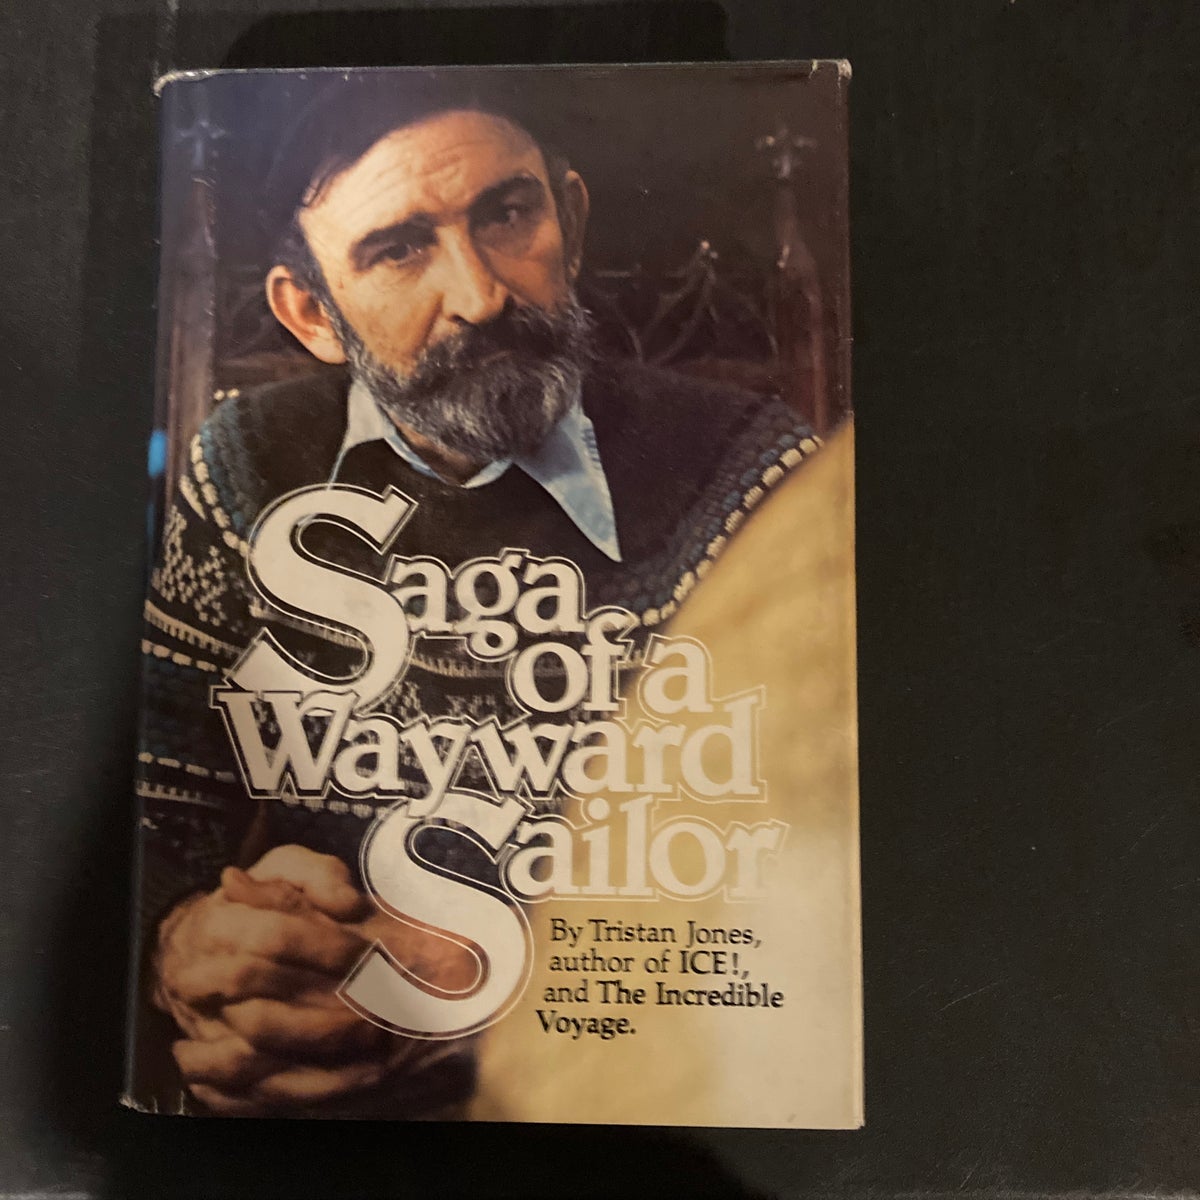 Saga
of a
Wayward
Sailor
By Tristan Jones,
author of ICE!,
and The Incredible
Voyage.